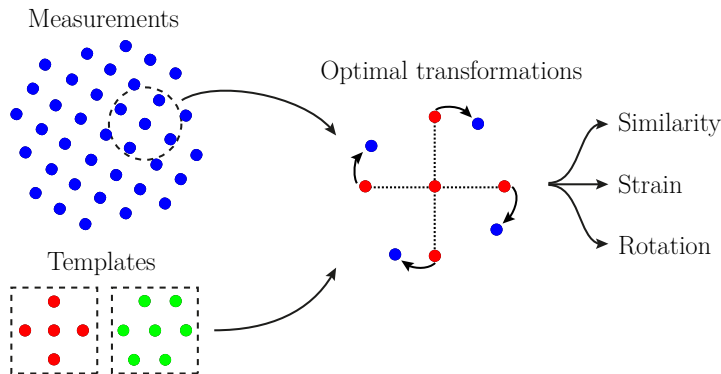 Measurements
Optimal transformations
Similarity
Strain
Rotation
Templates